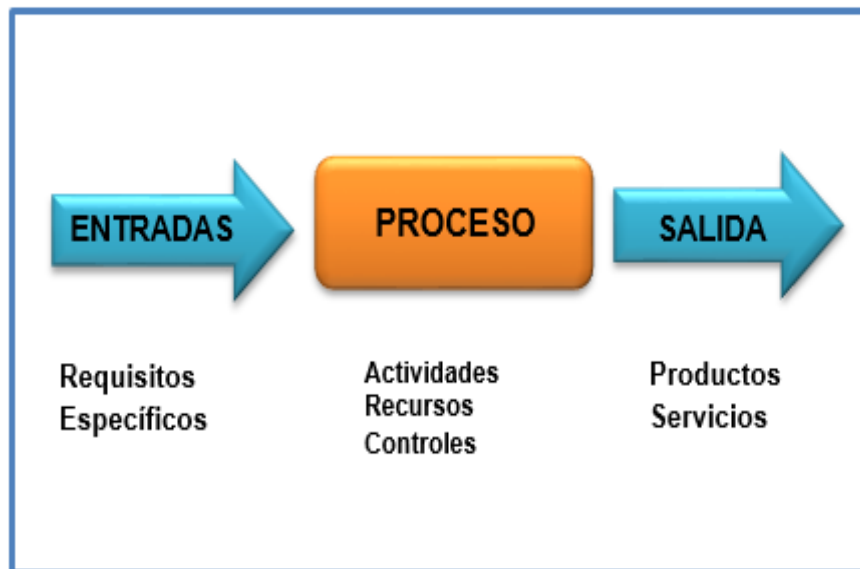 ENTRADAS
PROCESO
SALIDA
Requisitos
Específicos
Actividades
Recursos
Controles
Productos
Servicios